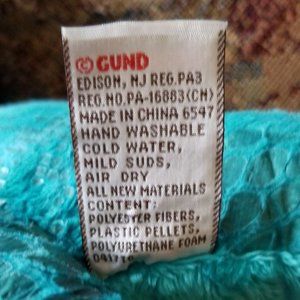 © GUND
EDISON, NJ REG.PA3
REG.NO.PA-16883(CN)
MADE IN CHINA 6547
HAND WASHABLE
COLD WATER,
MILD SUDS,
AIR DRY
ALL NEW MATERIALS
CONTENT:
POLYESTER FIBERS,
PLASTIC PELLETS,
POLYURETHANE FOAM